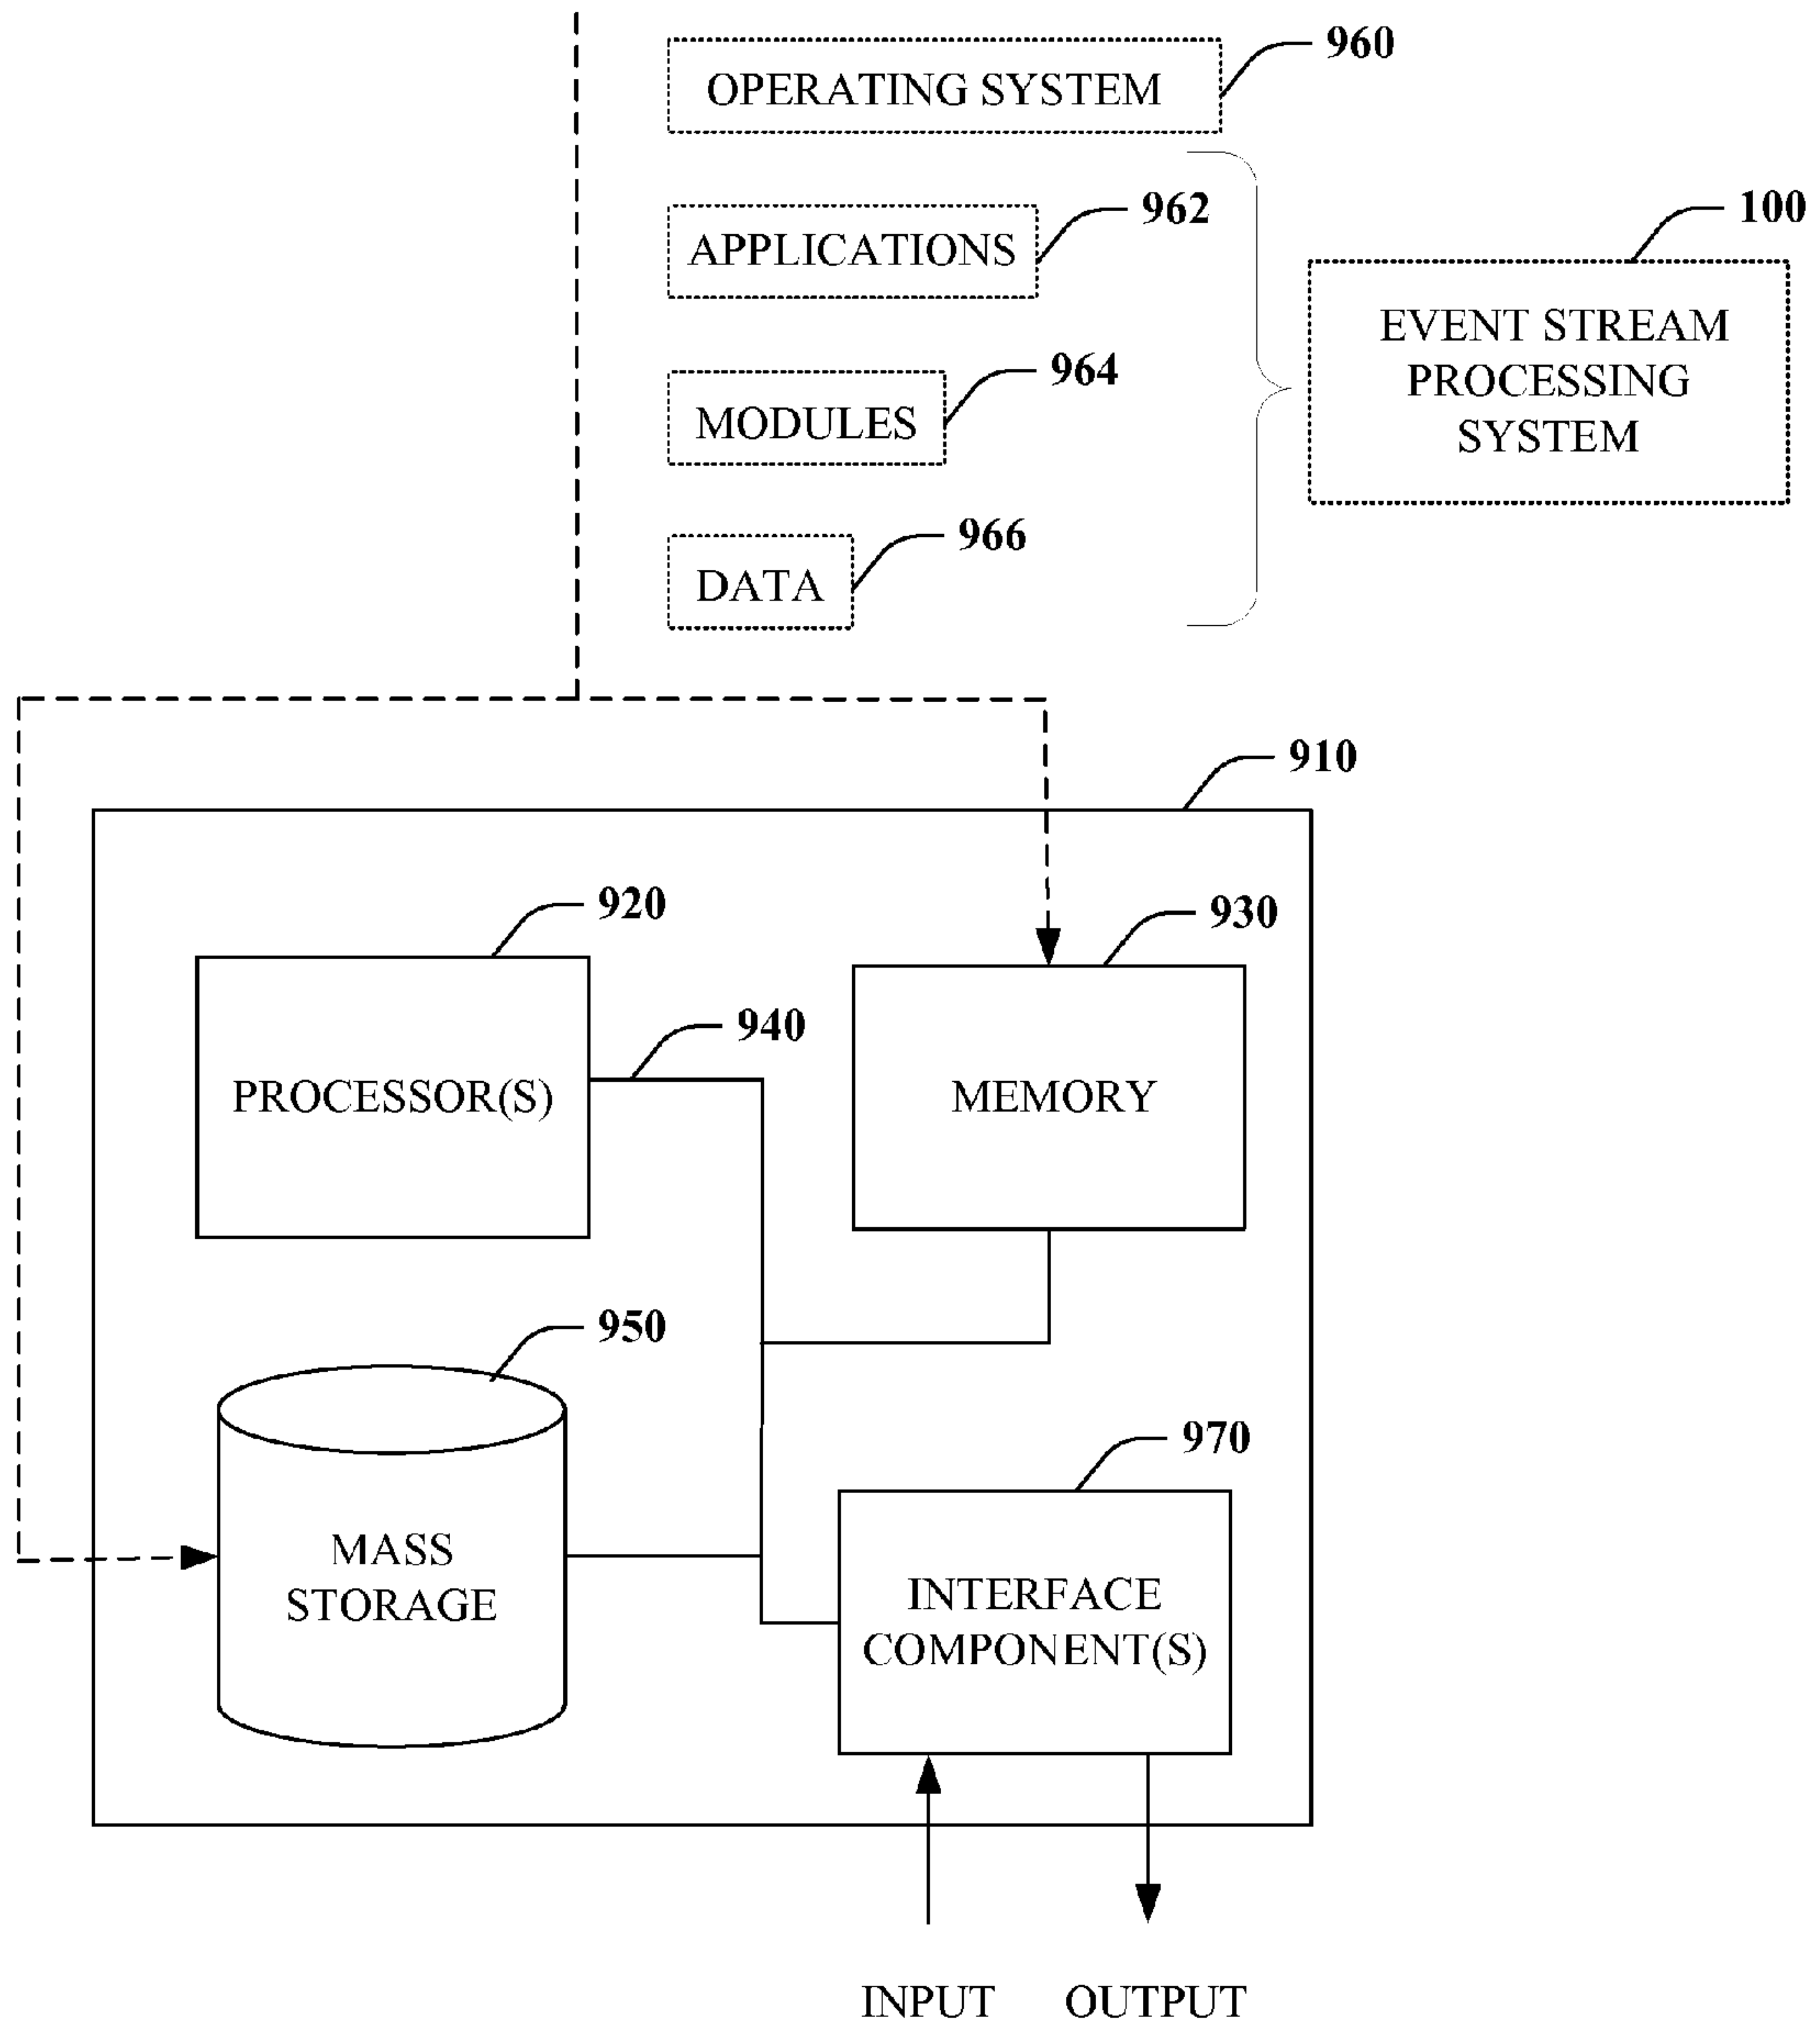 960
OPERATING SYSTEM
962
APPLICATIONS
100
EVENT STREAM
PROCESSING
SYSTEM
964
MODULES
966
DATA
910
920
930
940
PROCESSOR(S)
MEMORY
950
970
MASS
STORAGE
INTERFACE
COMPONENT(S)
INPUT
OUTPUT